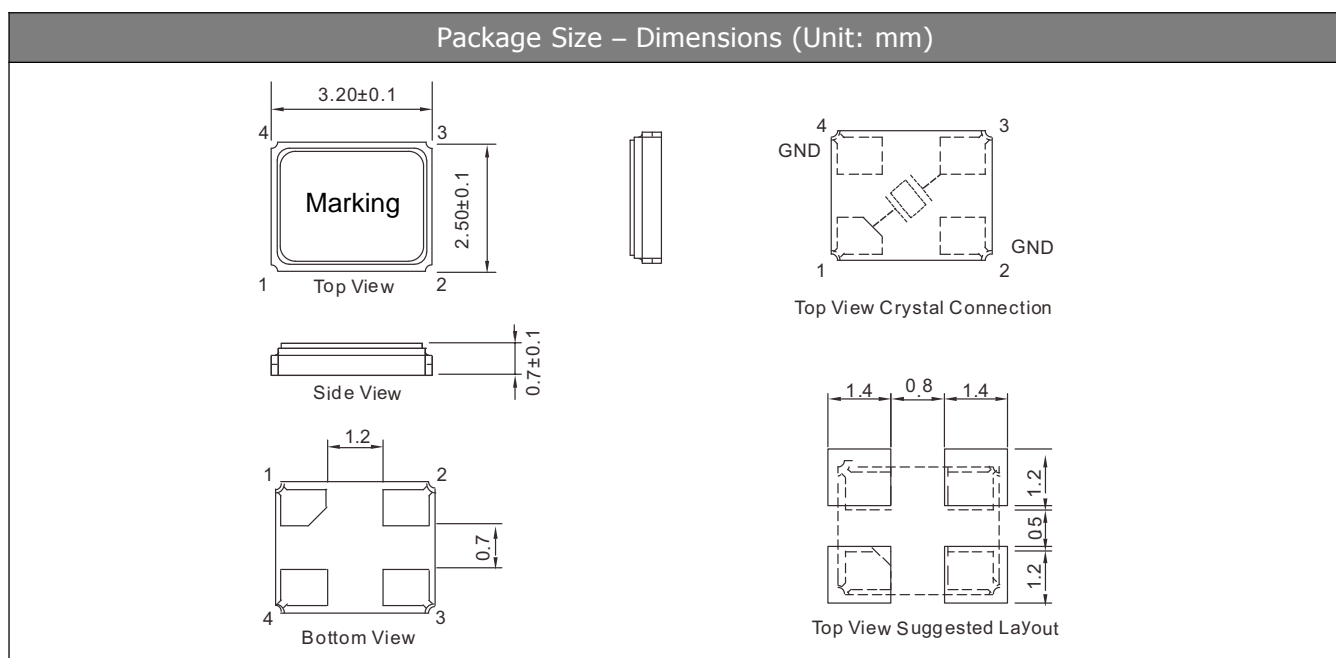 Package Size – Dimensions (Unit: mm)
3.20±0.1
4
3
Marking
2.50±0.1
1
2
Top View
4
3
GND
GND
1
2
Top View Crystal Connection
0.7±0.1
Side View
1.2
1
2
0.7
4
3
Bottom View
1.4
0.8
1.4
1.2
05
1.2
Top View Suggested Layout